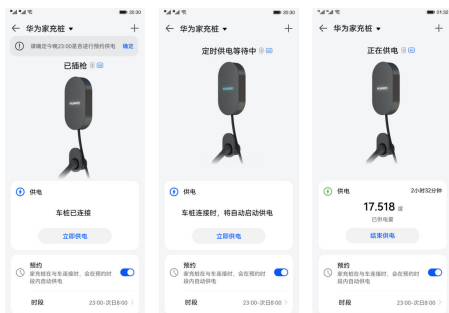 20:30
华为家充桩
请确定今晚23:00是否进行预约供电 确定
已插枪
HUAWEI
供电
车桩已连接
立即供电
预约
家充桩在与车连接时,会在预约时
段内自动供电
时段 23:00-次日8:00
20:30
华为家充桩
定时供电等待中
HUAWEI
供电
车桩连接时,将自动启动供电
立即供电
预约
家充桩在与车连接时,会在预约的时
段内自动供电
时段 23:00-次日8:00
01:32
华为家充桩
正在供电
HUAWEI
供电 2小时32分钟
17.518 度
已供电量
结束供电
预约
家充桩在与车连接时,会在预约的时
段内自动供电
时段 23:00-次日8:00